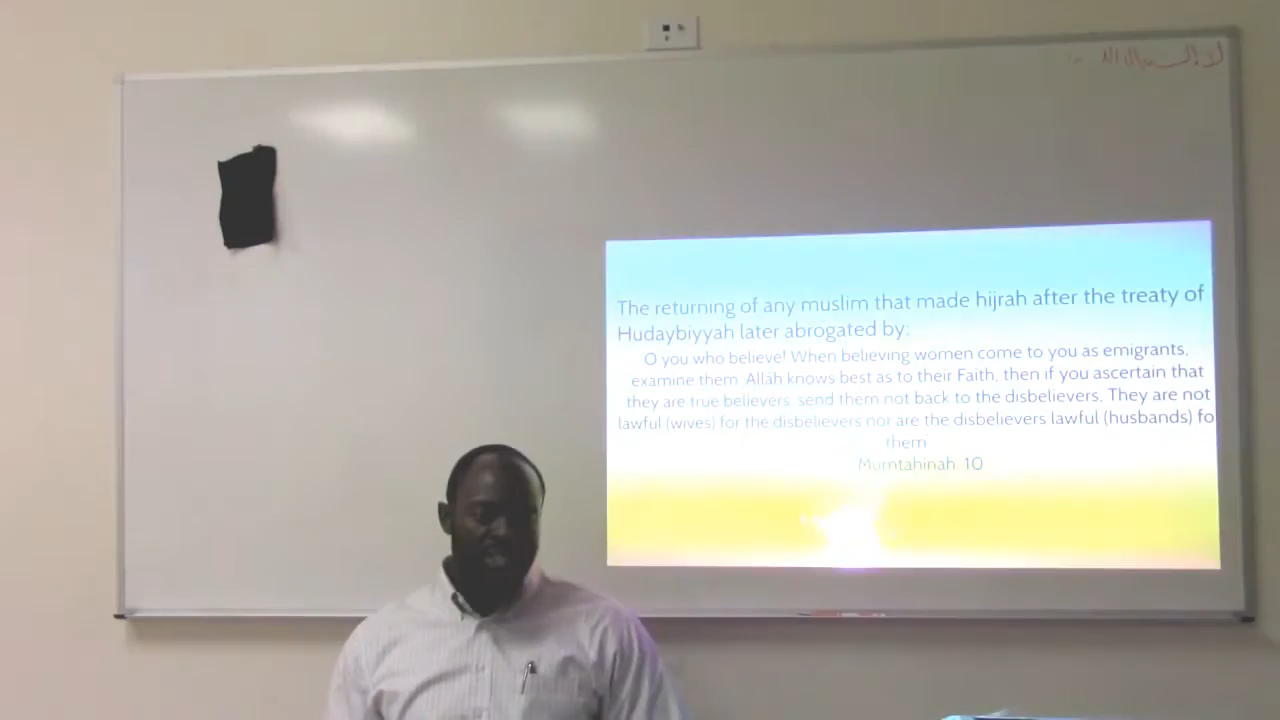 The returning of any muslim that made hijrah after the treaty of
Hudaybiyyah later abrogated by:
O you who believe! When believing women come to you as emigrants,
examine them. Allâh knows best as to their Faith, then if you ascertain that
they are true believers, send them not back to the disbelievers. They are not
lawful (wives) for the disbelievers nor are the disbelievers lawful (husbands) fo
them
Mumtahinah: 10